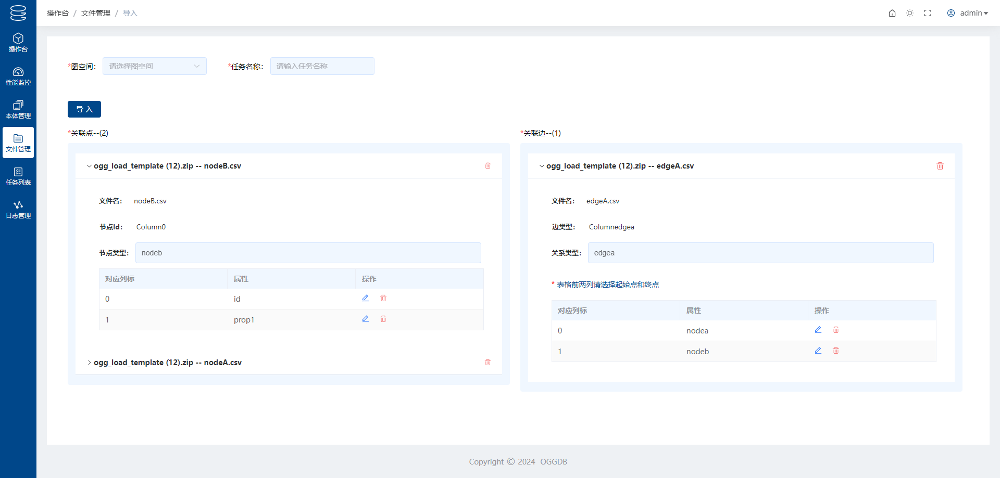 操作台 / 文件管理 / 导入
admin
操作台
性能监控
本体管理
文件管理
任务列表
日志管理
*图空间： 请选择图空间
*任务名称： 请输入任务名称
导 入
*关联点--(2)
ogg_load_template (12).zip -- nodeB.csv
文件名： nodeB.csv
节点Id： Column0
节点类型： nodeb
对应列标 属性 操作
0 id
1 prop1
ogg_load_template (12).zip -- nodeA.csv
*关联边--(1)
ogg_load_template (12).zip -- edgeA.csv
文件名： edgeA.csv
边类型： Columnedgea
关系类型： edgea
* 表格前两列请选择起始点和终点
对应列标 属性 操作
0 nodea
1 nodeb
Copyright © 2024 OGGDB